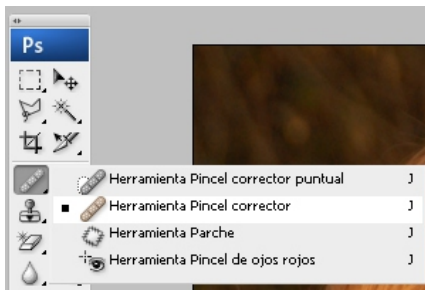 Ps
Herramienta Pincel corrector puntual J
Herramienta Pincel corrector J
Herramienta Parche J
Herramienta Pincel de ojos rojos J